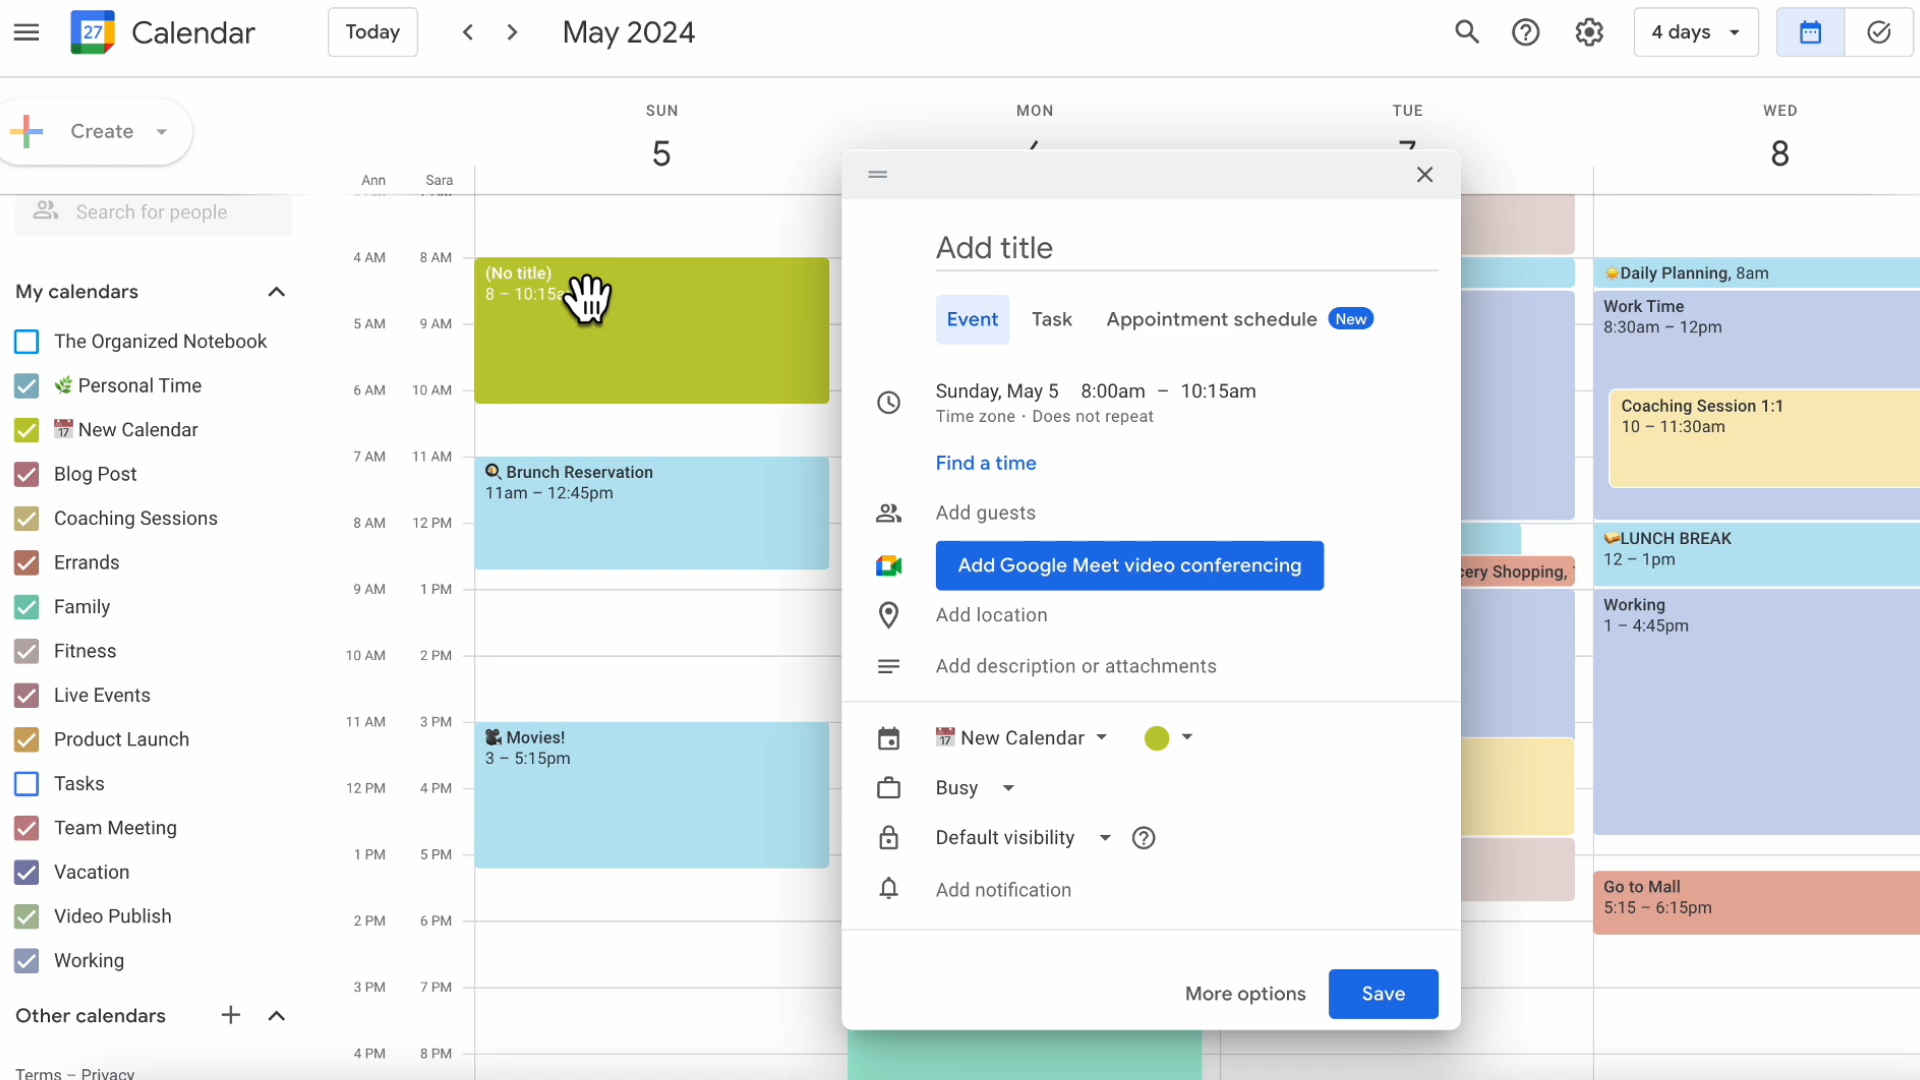 27 Calendar Today May 2024 4 days
Create
SUN MON TUE WED
5 8
Ann Sara
Search for people
My calendars
The Organized Notebook
🌿 Personal Time
📅 New Calendar
Blog Post
Coaching Sessions
Errands
Family
Fitness
Live Events
Product Launch
Tasks
Team Meeting
Vacation
Video Publish
Working
Other calendars
Terms – Privacy
4 AM 8 AM
5 AM 9 AM
6 AM 10 AM
7 AM 11 AM
8 AM 12 PM
9 AM 1 PM
10 AM 2 PM
11 AM 3 PM
12 PM 4 PM
1 PM 5 PM
2 PM 6 PM
3 PM 7 PM
4 PM 8 PM
(No title)
8 – 10:15a
🍳 Brunch Reservation
11am – 12:45pm
🎥 Movies!
3 – 5:15pm
Add title
Event Task Appointment schedule New
Sunday, May 5 8:00am – 10:15am
Time zone · Does not repeat
Find a time
Add guests
Add Google Meet video conferencing
Add location
Add description or attachments
📅 New Calendar
Busy
Default visibility
Add notification
More options Save
Shopping,
☀️Daily Planning, 8am
Work Time
8:30am – 12pm
Coaching Session 1:1
10 – 11:30am
🥪LUNCH BREAK
12 – 1pm
Working
1 – 4:45pm
Go to Mall
5:15 – 6:15pm